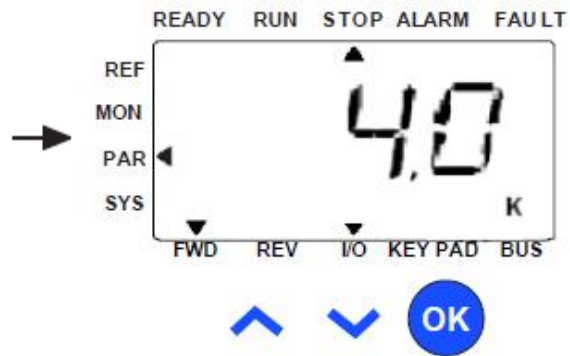 READY RUN STOP ALARM FAULT
REF
MON
4.0
PAR
SYS
K
FWD REV I/O KEYPAD BUS
OK